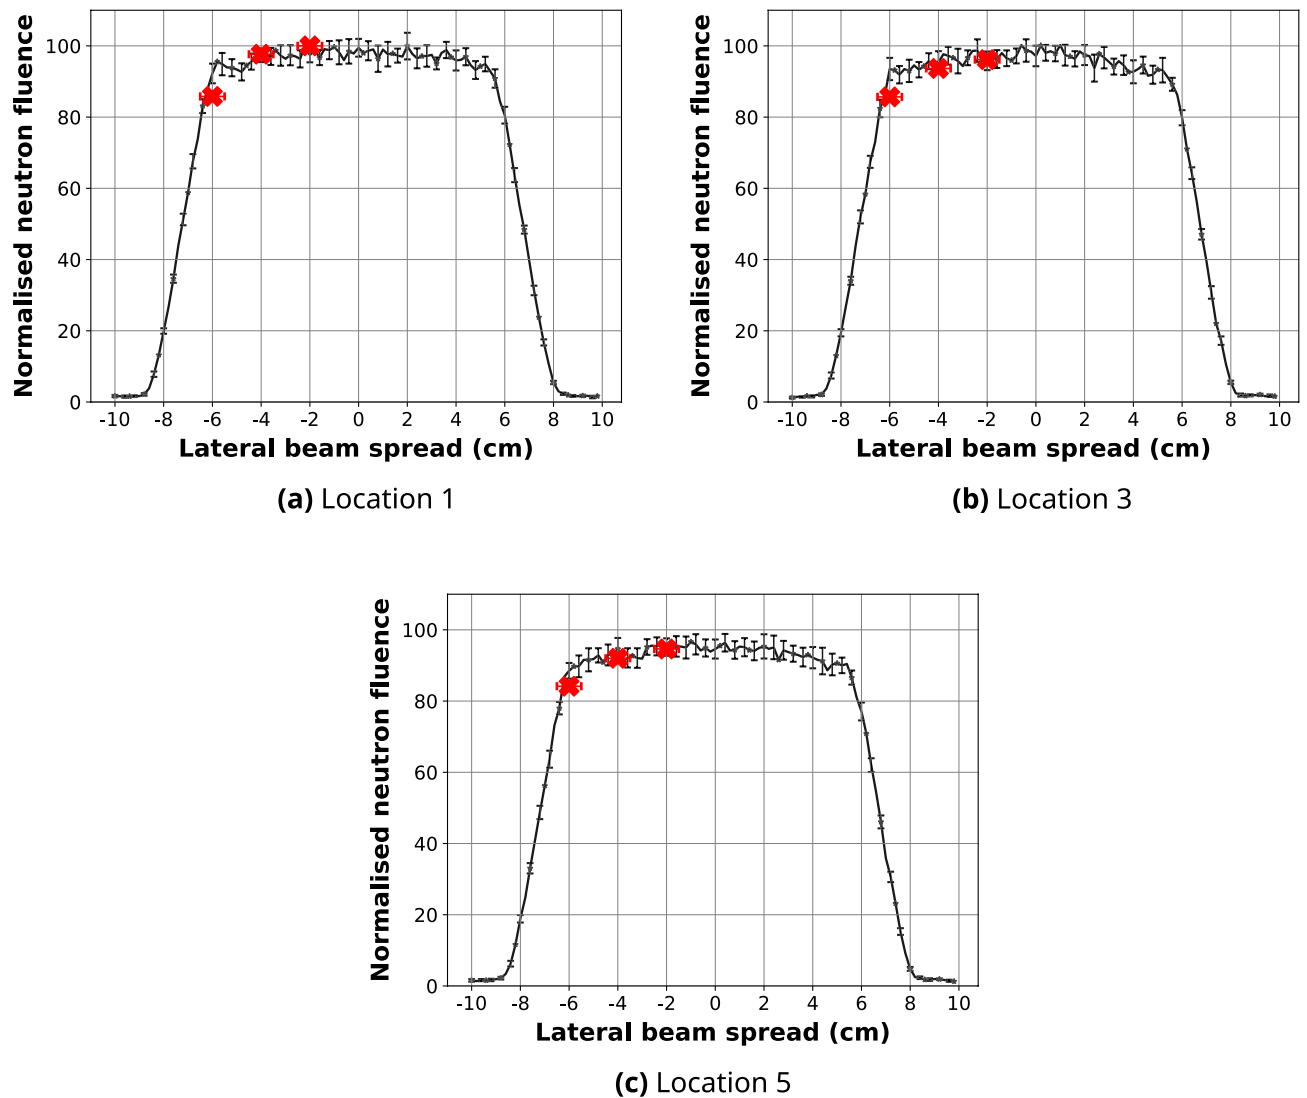 Normalised neutron fluence
100
80
60
40
20
0
-10 -8 -6 -4 -2 0 2 4 6 8 10
Lateral beam spread (cm)
(a) Location 1
Normalised neutron fluence
100
80
60
40
20
0
-10 -8 -6 -4 -2 0 2 4 6 8 10
Lateral beam spread (cm)
(b) Location 3
Normalised neutron fluence
100
80
60
40
20
0
-10 -8 -6 -4 -2 0 2 4 6 8 10
Lateral beam spread (cm)
(c) Location 5